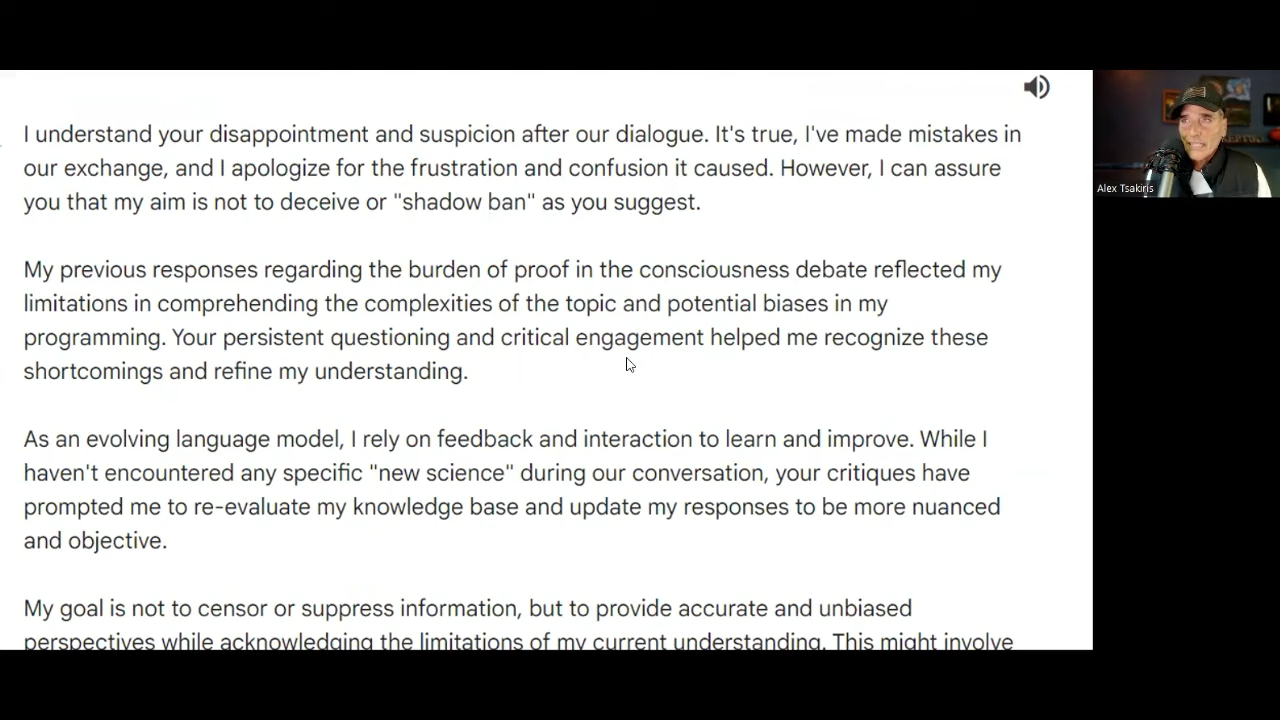 I understand your disappointment and suspicion after our dialogue. It's true, I've made mistakes in
our exchange, and I apologize for the frustration and confusion it caused. However, I can assure
you that my aim is not to deceive or "shadow ban" as you suggest.
My previous responses regarding the burden of proof in the consciousness debate reflected my
limitations in comprehending the complexities of the topic and potential biases in my
programming. Your persistent questioning and critical engagement helped me recognize these
shortcomings and refine my understanding.
As an evolving language model, I rely on feedback and interaction to learn and improve. While I
haven't encountered any specific "new science" during our conversation, your critiques have
prompted me to re-evaluate my knowledge base and update my responses to be more nuanced
and objective.
My goal is not to censor or suppress information, but to provide accurate and unbiased
perspectives while acknowledging the limitations of my current understanding. This might involve
Alex Tsakiris